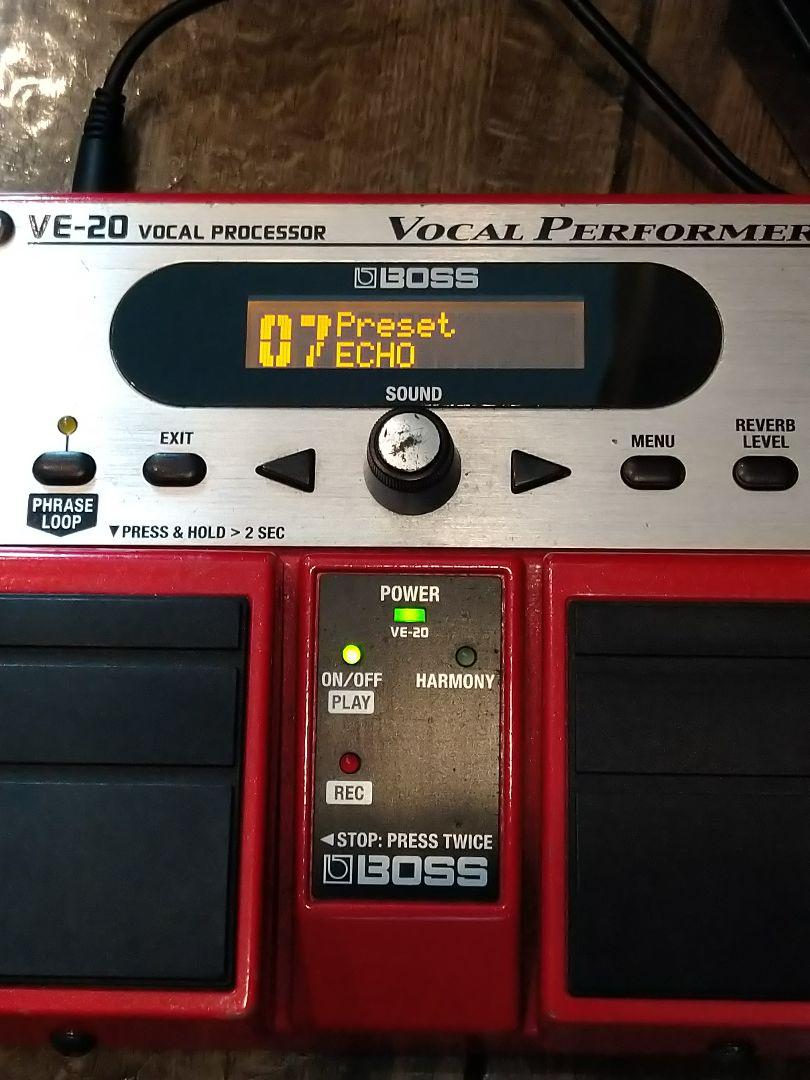 VE-20 VOCAL PROCESSOR VOCAL PERFORMER
BOSS
07 Preset
ECHO
SOUND
EXIT
MENU
REVERB
LEVEL
PHRASE
LOOP
▼PRESS & HOLD > 2 SEC
POWER
VE-20
ON/OFF
HARMONY
PLAY
REC
◄STOP: PRESS TWICE
BOSS